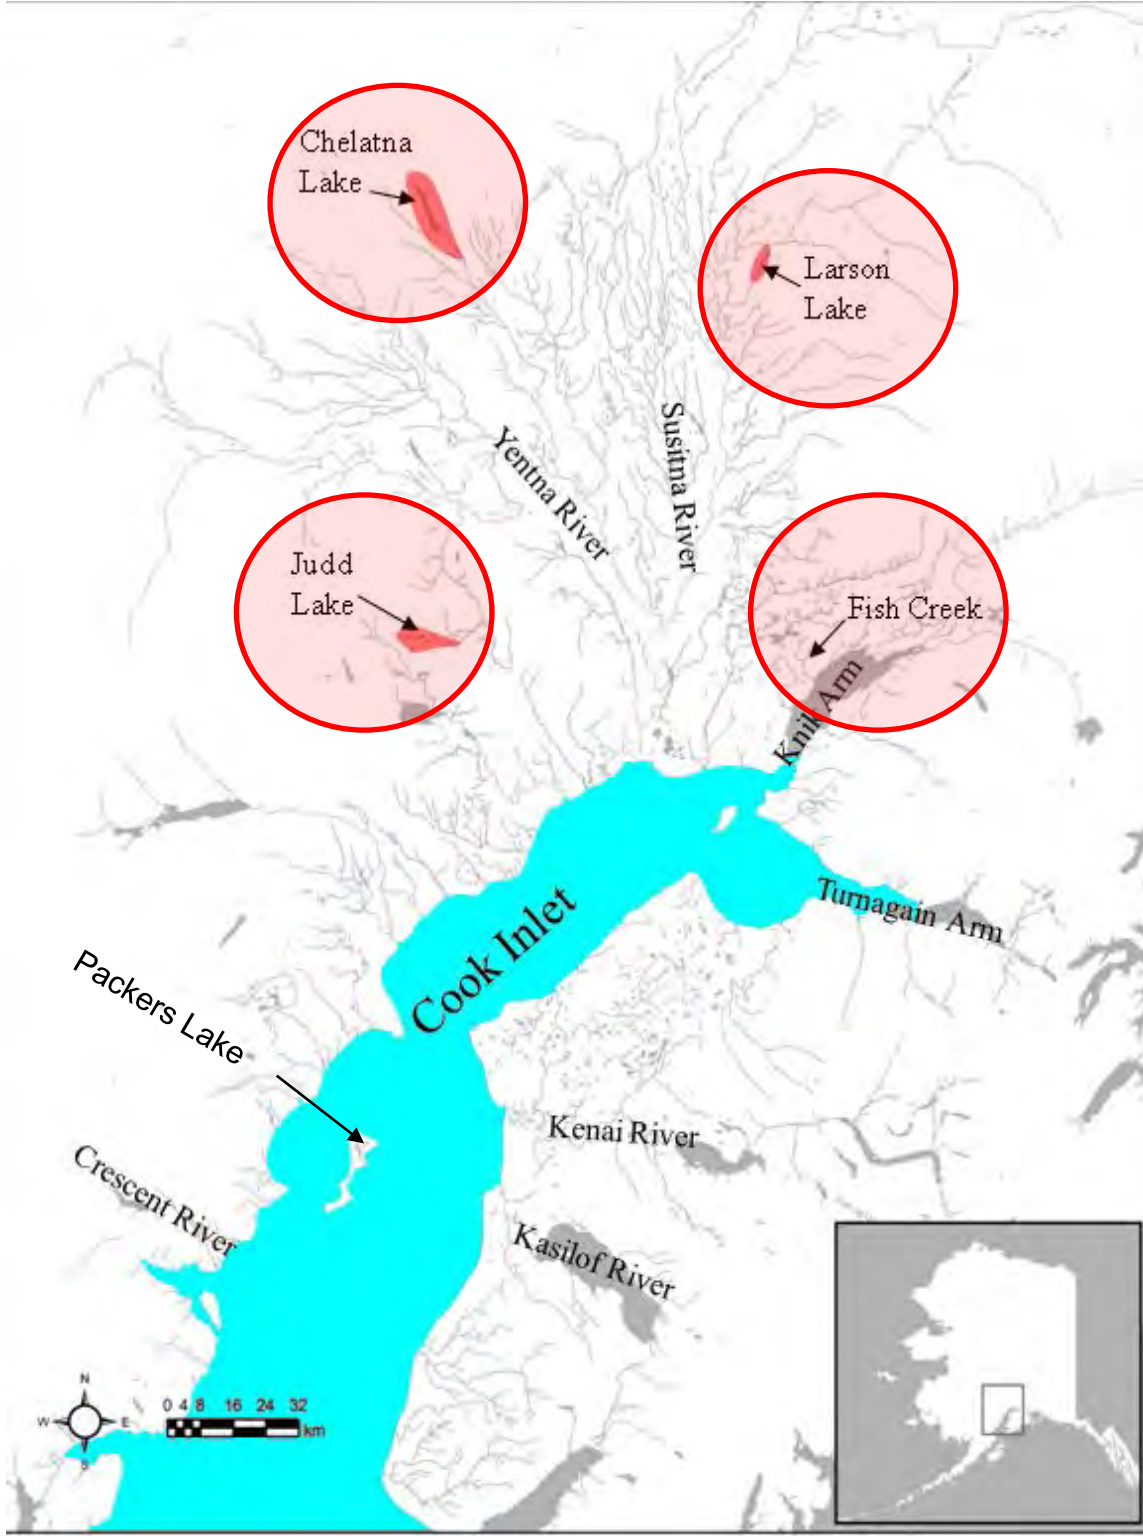 Chelatna
Lake
Larson
Lake
Yentna River
Susitna River
Judd
Lake
Fish Creek
Knik Arm
Turnagain Arm
Cook Inlet
Packers Lake
Kenai River
Crescent River
Kasilof River
N
W E
S
0 4 8 16 24 32
km